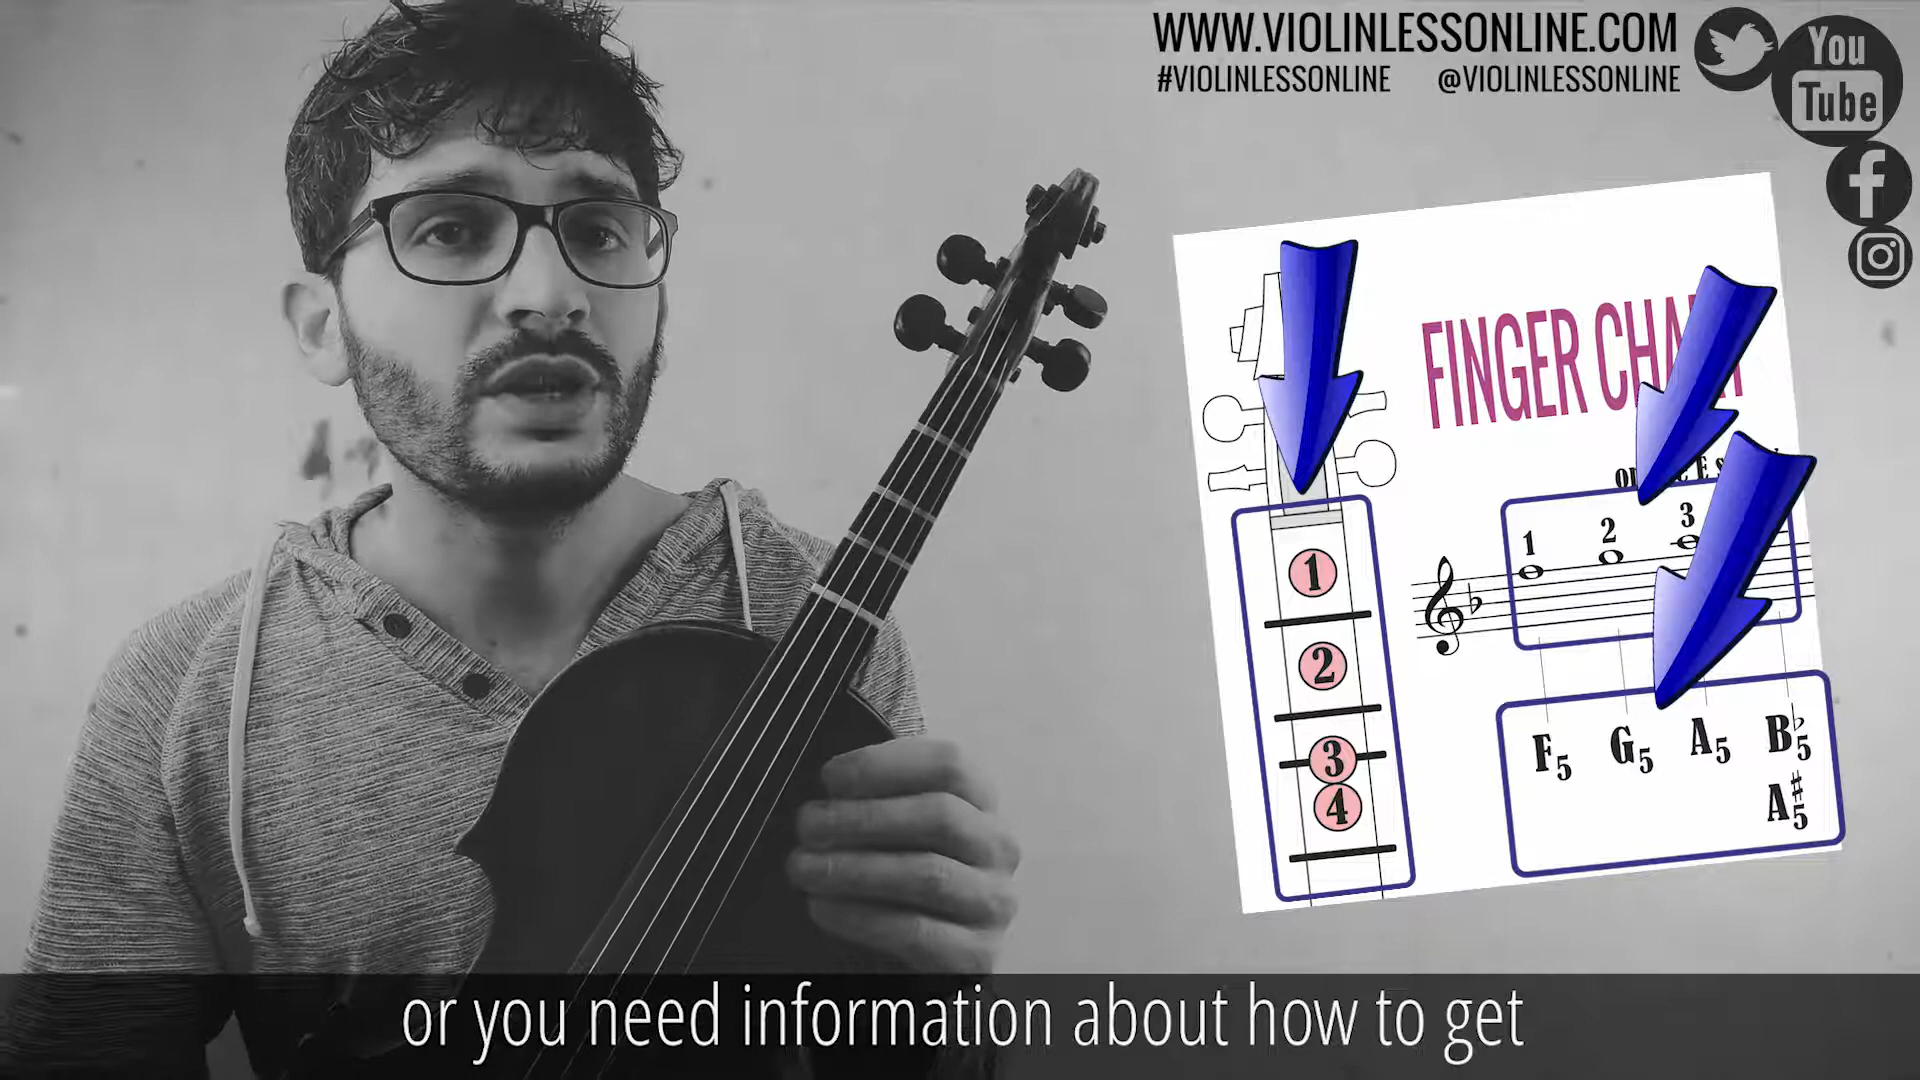 WWW.VIOLINLESSONLINE.COM
#VIOLINLESSONLINE @VIOLINLESSONLINE
You
Tube
FINGER
1 2 3
1
2
3
4
F5 G5 A5 B♭5
A♯5
or you need information about how to get